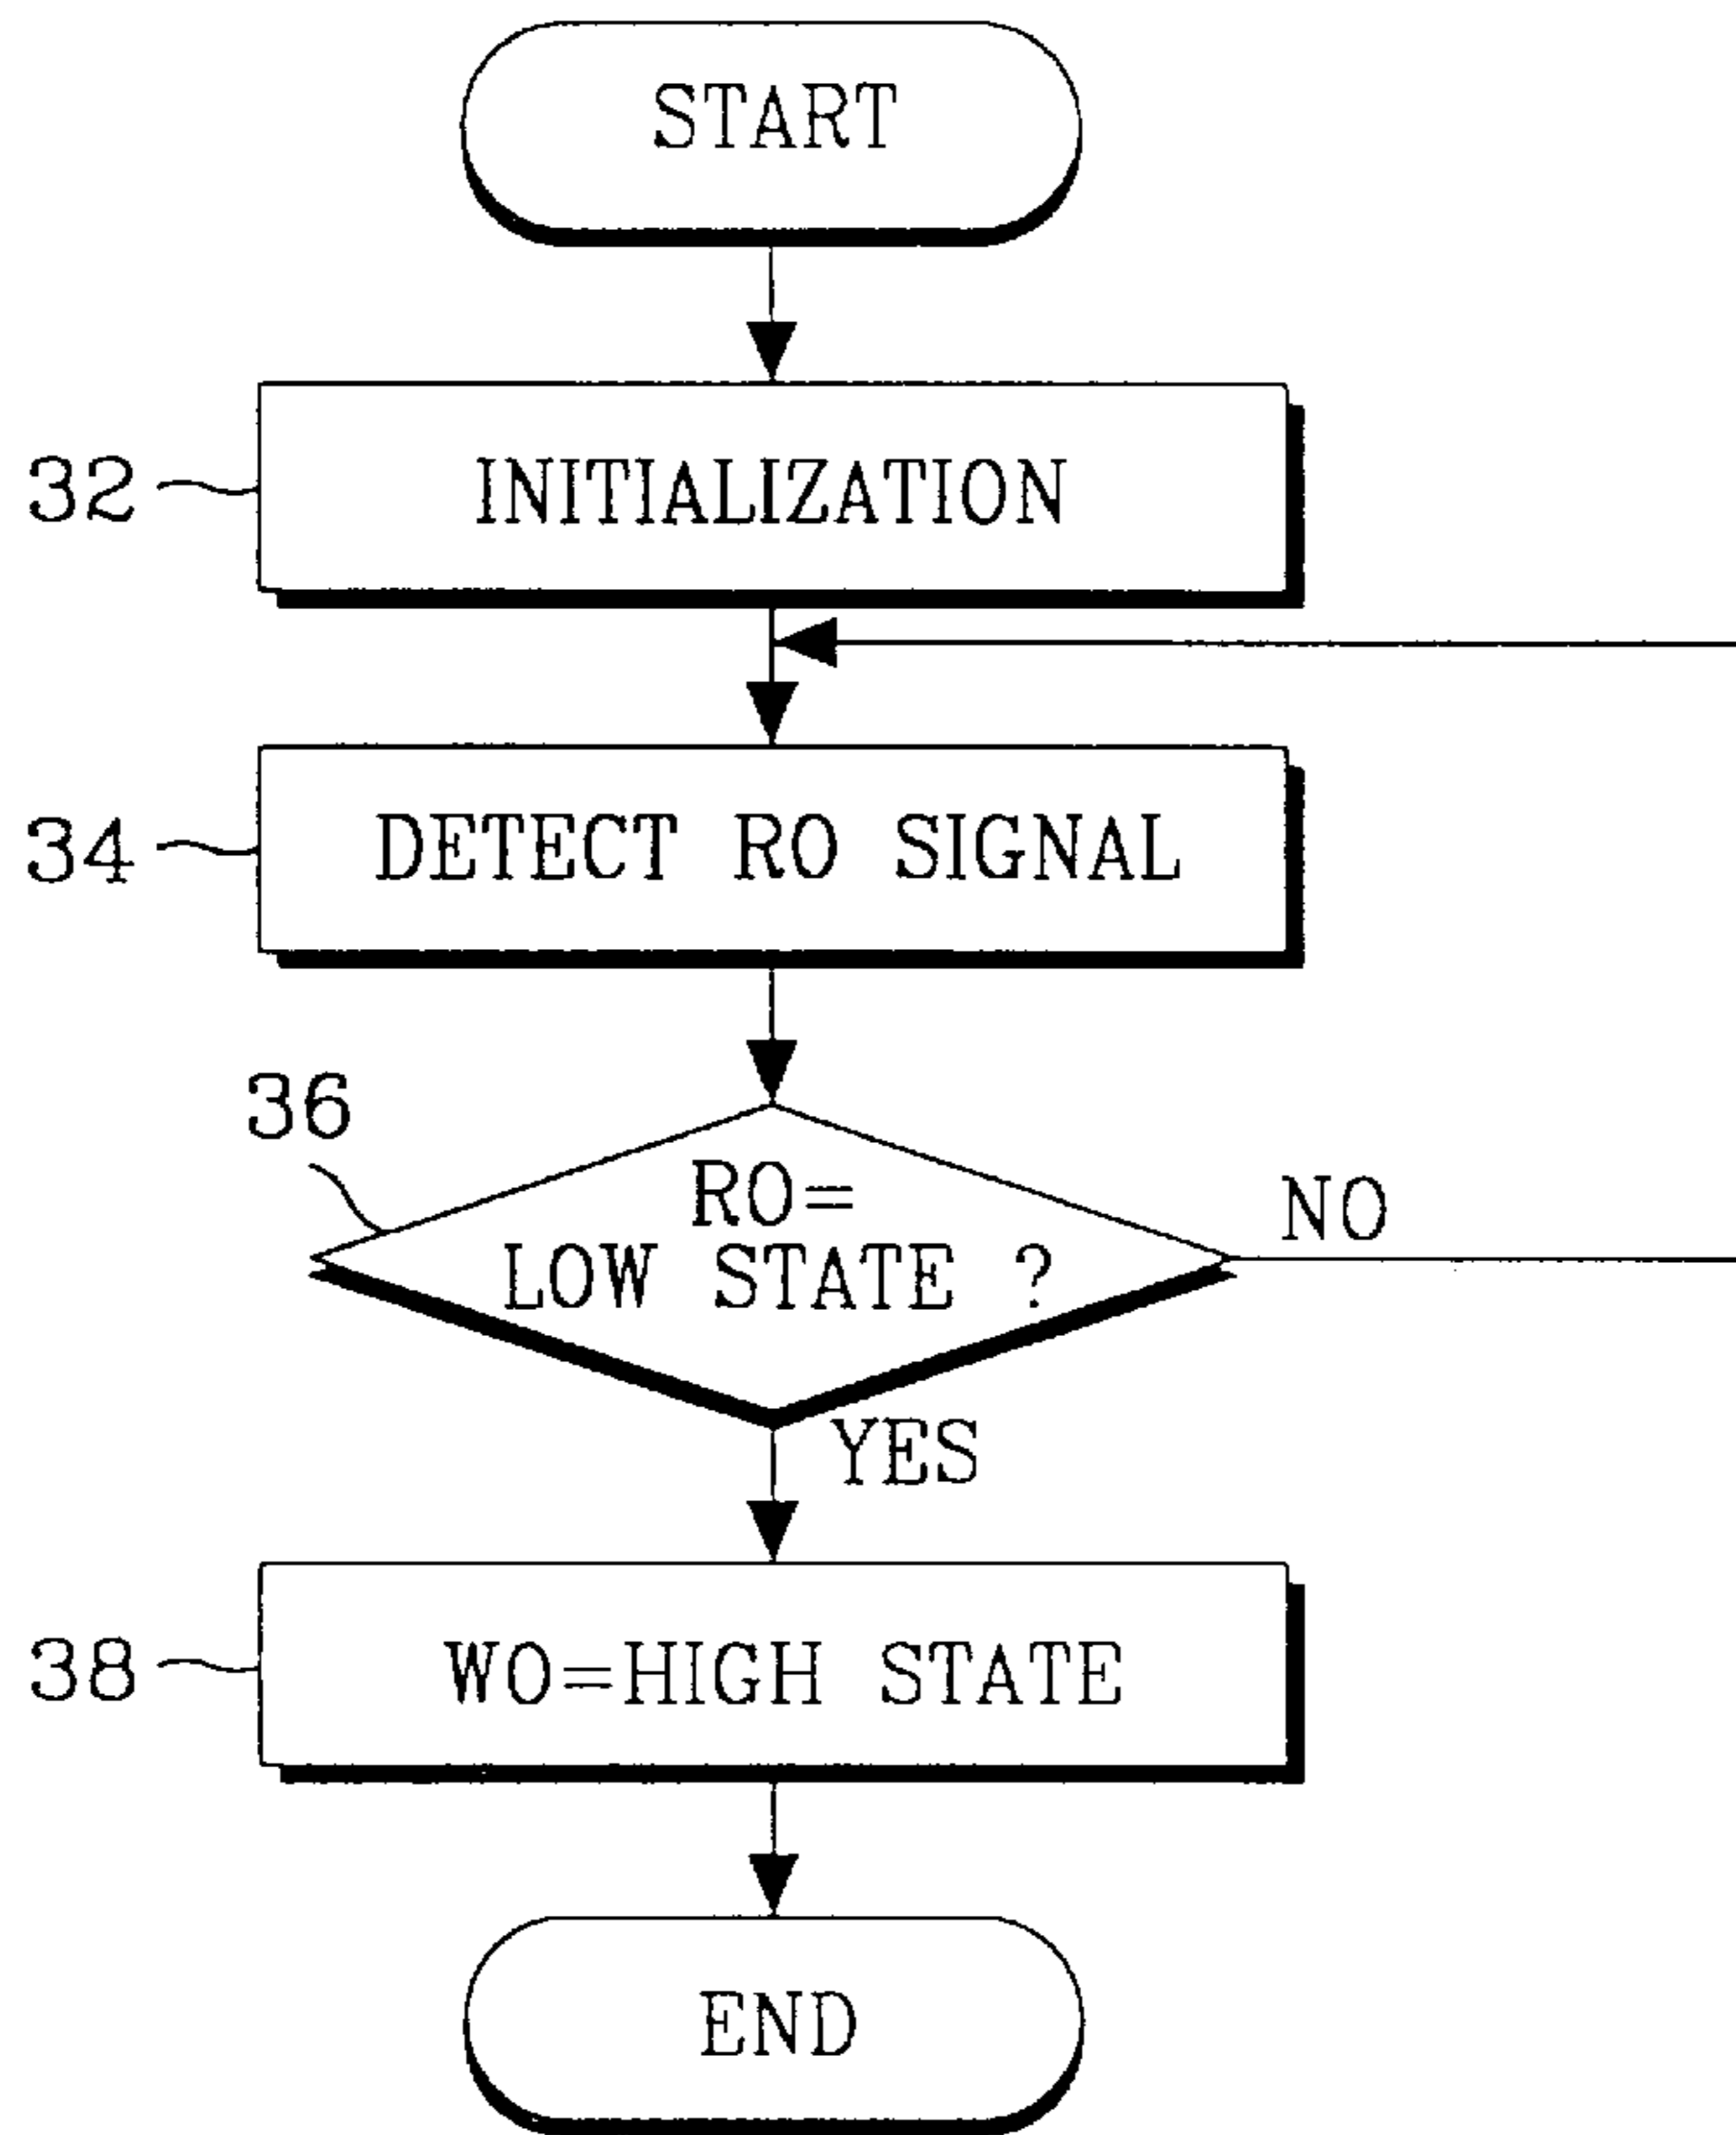 START
32
INITIALIZATION
34
DETECT RO SIGNAL
36
RO=
LOW STATE ?
NO
YES
38
WO=HIGH STATE
END